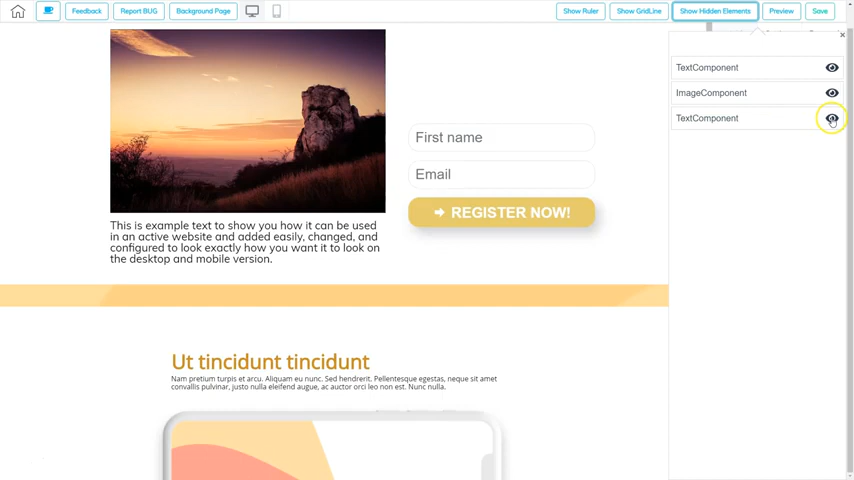 Feedback
Report BUG
Background Page
Show Ruler
Show GridLine
Show Hidden Elements
Preview
Save
TextComponent
ImageComponent
TextComponent
First name
Email
REGISTER NOW!
This is example text to show you how it can be used
in an active website and added easily, changed, and
configured to look exactly how you want it to look on
the desktop and mobile version.
Ut tincidunt tincidunt
Nam pretium turpis et arcu. Aliquam eu nunc. Sed hendrerit. Pellentesque egestas, neque sit amet
convallis pulvinar, justo nulla eleifend augue, ac auctor orci leo non est. Nunc nulla.